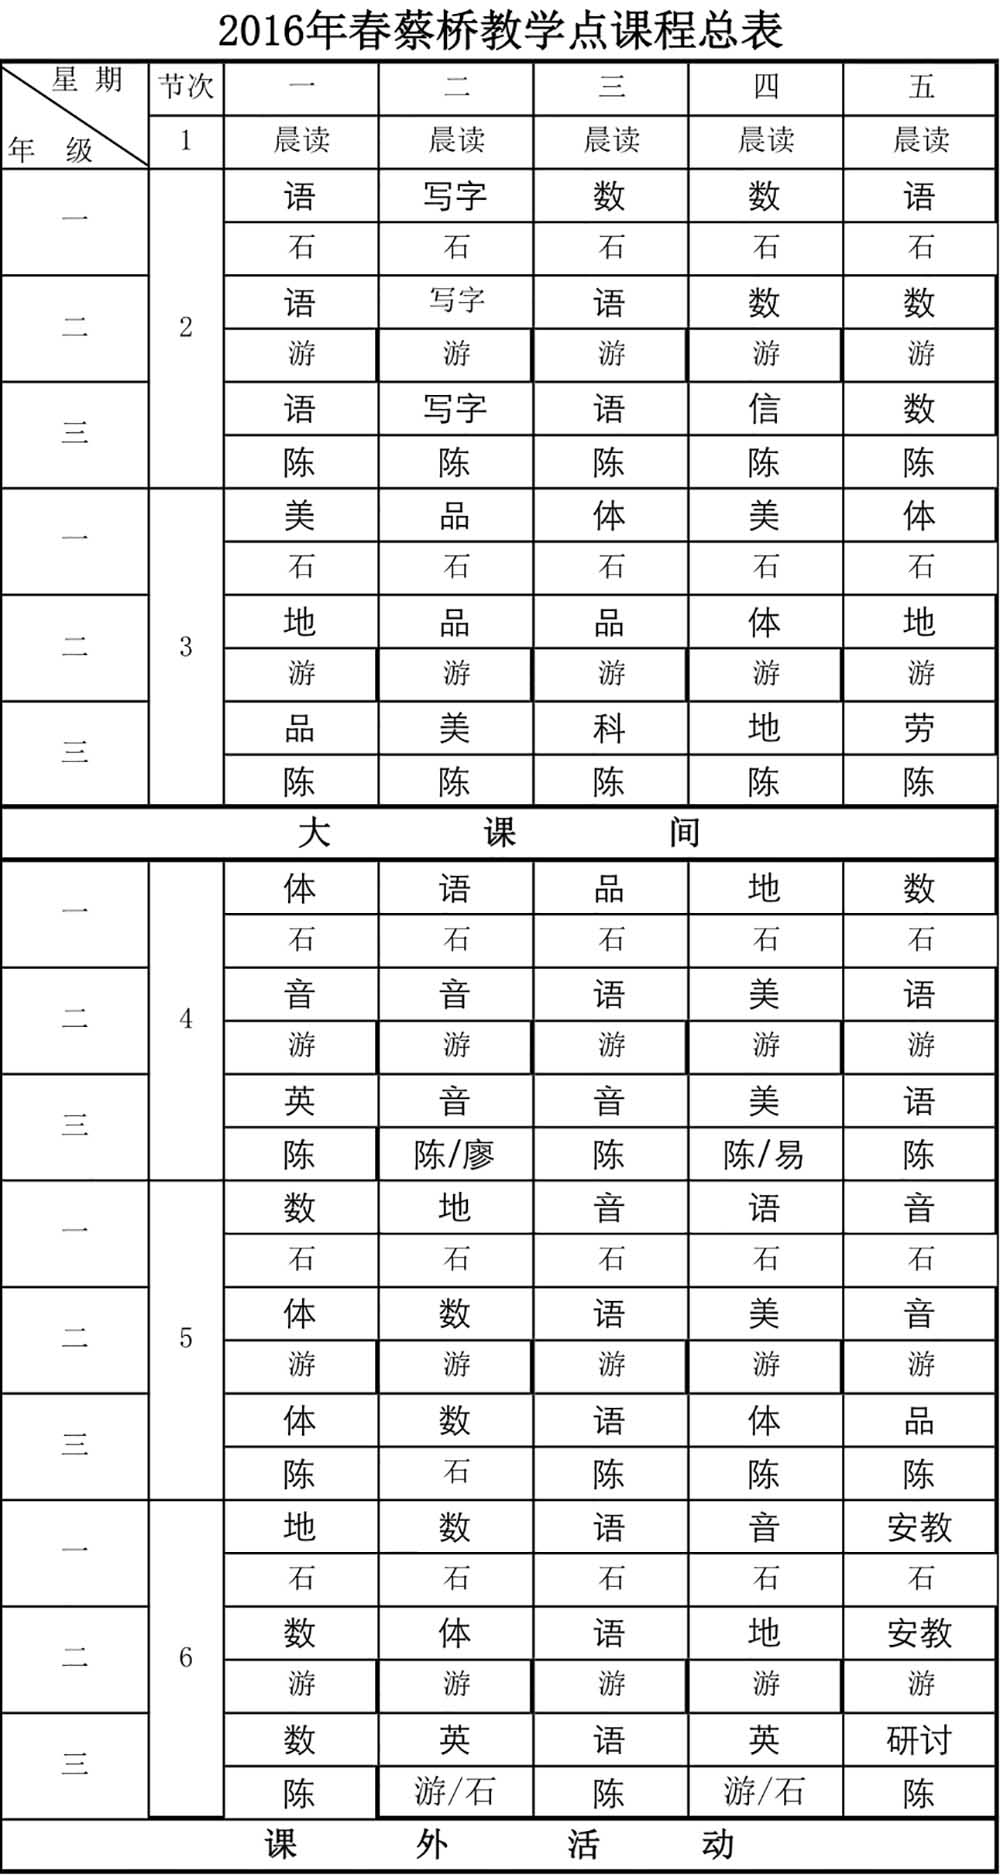 2016年春蔡桥教学点课程总表
星 期 节次 一 二 三 四 五
年 级 1 晨读 晨读 晨读 晨读 晨读
一 2 语 写字 数 数 语
石 石 石 石 石
二 语 写字 语 数 数
游 游 游 游 游
三 语 写字 语 信 数
陈 陈 陈 陈 陈
一 3 美 品 体 美 体
石 石 石 石 石
二 地 品 品 体 地
游 游 游 游 游
三 品 美 科 地 劳
陈 陈 陈 陈 陈
大 课 间
一 4 体 语 品 地 数
石 石 石 石 石
二 音 音 语 美 语
游 游 游 游 游
三 英 音 音 美 语
陈 陈/廖 陈 陈/易 陈
一 5 数 地 音 语 音
石 石 石 石 石
二 体 数 语 美 音
游 游 游 游 游
三 体 数 语 体 品
陈 石 陈 陈 陈
一 6 地 数 语 音 安教
石 石 石 石 石
二 数 体 语 地 安教
游 游 游 游 游
三 数 英 语 英 研讨
陈 游/石 陈 游/石 陈
课 外 活 动